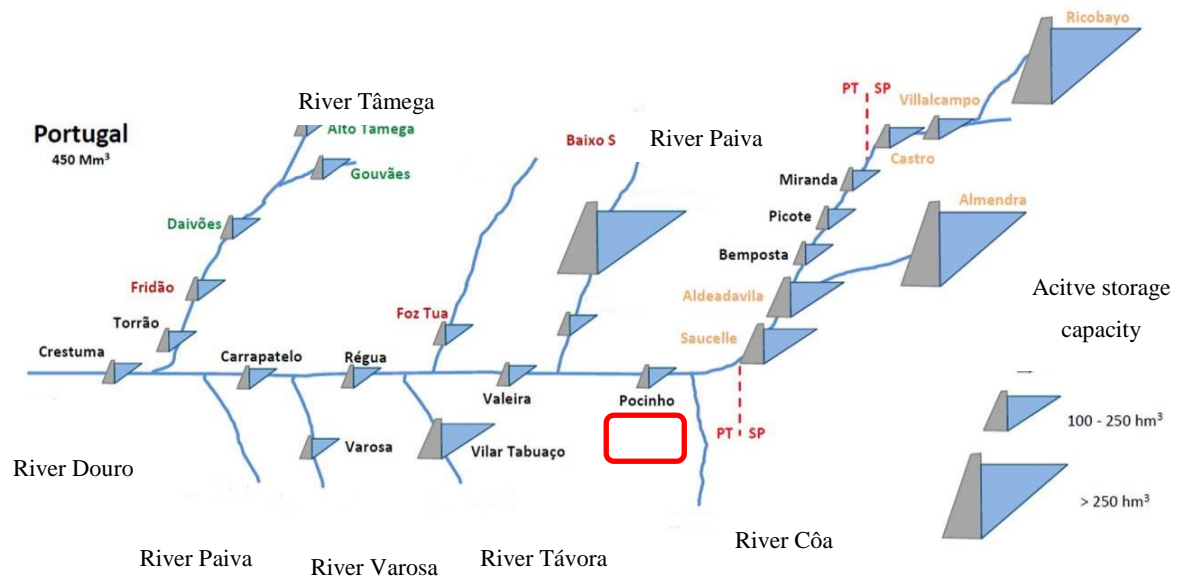 Ricobayo
PT
SP
Villalcampo
River Tâmega
Portugal
450 Mm³
Alto Tâmega
Baixo S
River Paiva
Castro
Gouvães
Miranda
Almendra
Picote
Daivões
Bemposta
Fridão
Aldeadavila
Acitve storage
capacity
Foz Tua
Torrão
Saucelle
Crestuma
Carrapatelo
Régua
Valeira
Pocinho
100 - 250 hm³
PT
SP
Varosa
Vilar Tabuaço
River Douro
> 250 hm³
River Côa
River Paiva
River Varosa
River Távora